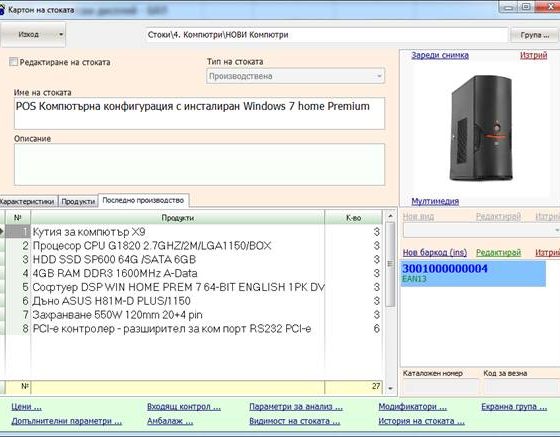 Картон на стоката
Изход
Стоки\4. Компютри\НОВИ Компютри
Група ...
Редактиране на стоката
Тип на стоката
Производствена
Зареди снимка
Изтрий
Име на стоката
POS Компютърна конфигурация с инсталиран Windows 7 home Premium
Описание
Мултимедия
Характеристики
Продукти
Последно производство
Нов вид
Редактирай
Изтрий
№
Продукти
К-во
1 Кутия за компютър X9 3
2 Процесор CPU G1820 2.7GHZ/2M/LGA1150/BOX 3
3 HDD SSD SP600 64G /SATA 6GB 3
4 4GB RAM DDR3 1600MHz A-Data 3
5 Софтуер DSP WIN HOME PREM 7 64-BIT ENGLISH 1PK DV 3
6 Дъно ASUS H81M-D PLUS/1150 3
7 Захранване 550W 120mm 20+4 pin 3
8 PCI-e контролер - разширител за ком порт RS232 PCI-e 6
Нов баркод (ins)
Редактирай
Изтрий
3001000000004
EAN13
Каталожен номер
Код за везна
№
27
Цени ...
Входящ контрол ...
Параметри за анализ ...
Модификатори ...
Екранна група ...
Допълнителни параметри ...
Амбалаж ...
Видимост на стоката ...
История на стоката ...